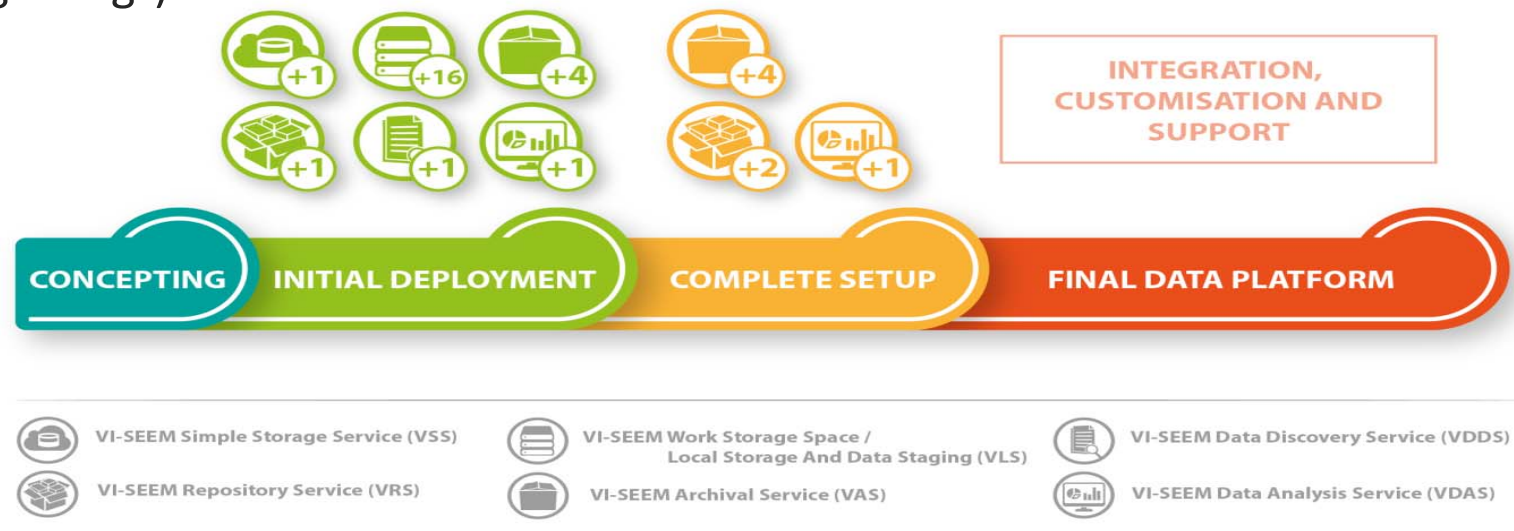 +1 +16 +4 +4
INTEGRATION,
CUSTOMISATION AND
SUPPORT
+1 +1 +1 +2 +1
CONCEPTING INITIAL DEPLOYMENT COMPLETE SETUP FINAL DATA PLATFORM
VI-SEEM Simple Storage Service (VSS)
VI-SEEM Work Storage Space /
Local Storage And Data Staging (VLS)
VI-SEEM Data Discovery Service (VDDS)
VI-SEEM Repository Service (VRS)
VI-SEEM Archival Service (VAS)
VI-SEEM Data Analysis Service (VDAS)